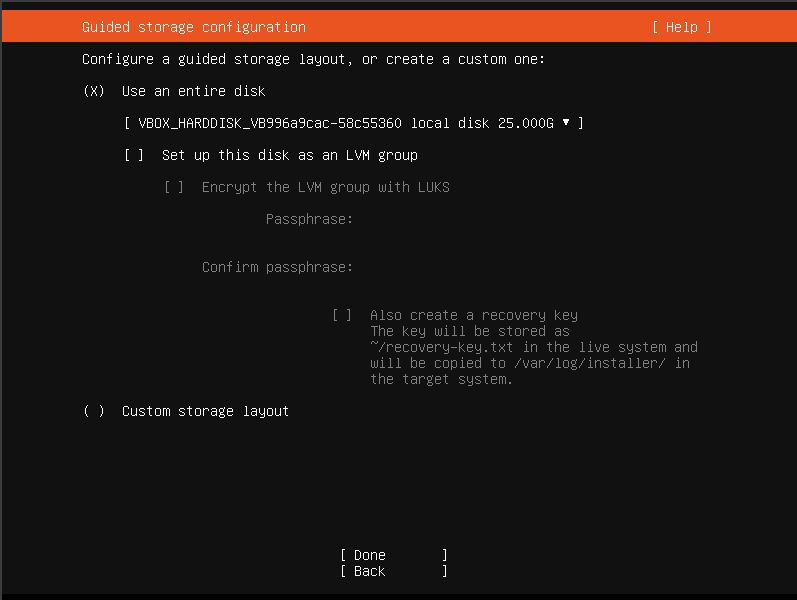 Guided storage configuration [ Help ]
Configure a guided storage layout, or create a custom one:
(X) Use an entire disk
[ VBOX_HARDDISK_VB996a9cac-58c55360 local disk 25.000G ▾ ]
[ ] Set up this disk as an LVM group
[ ] Encrypt the LVM group with LUKS
Passphrase:
Confirm passphrase:
[ ] Also create a recovery key
The key will be stored as
~/recovery-key.txt in the live system and
will be copied to /var/log/installer/ in
the target system.
( ) Custom storage layout
[ Done ]
[ Back ]